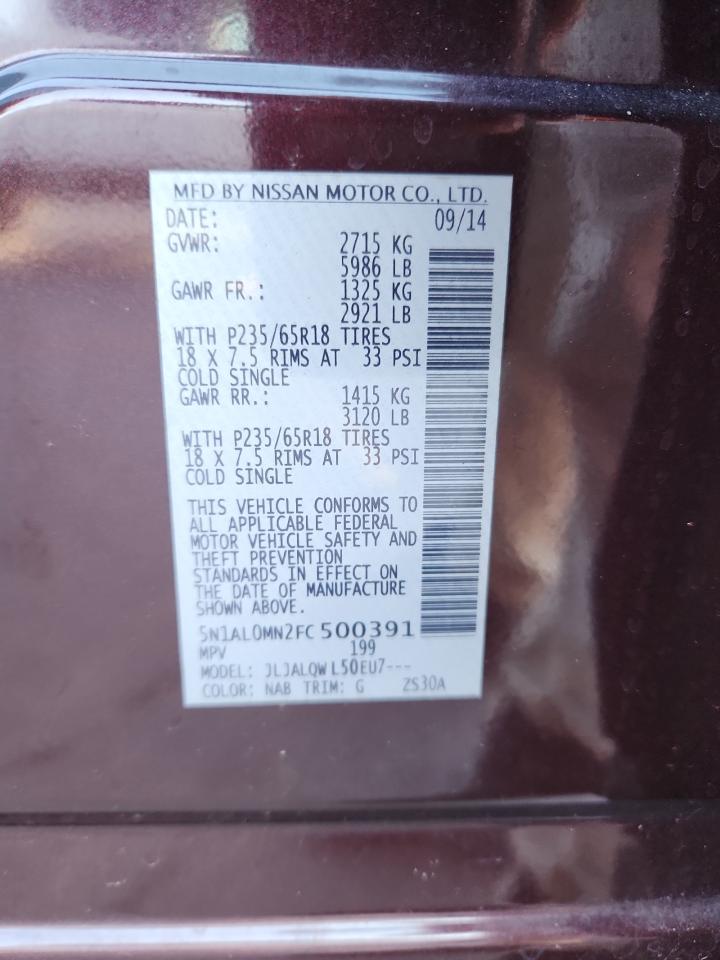 MFD BY NISSAN MOTOR CO., LTD.
DATE: 09/14
GVWR: 2715 KG
5986 LB
GAWR FR.: 1325 KG
2921 LB
WITH P235/65R18 TIRES
18 X 7.5 RIMS AT 33 PSI
COLD SINGLE
GAWR RR.: 1415 KG
3120 LB
WITH P235/65R18 TIRES
18 X 7.5 RIMS AT 33 PSI
COLD SINGLE
THIS VEHICLE CONFORMS TO
ALL APPLICABLE FEDERAL
MOTOR VEHICLE SAFETY AND
THEFT PREVENTION
STANDARDS IN EFFECT ON
THE DATE OF MANUFACTURE
SHOWN ABOVE.
5N1AL0MN2FC500391
MPV 199
MODEL: JLJALQWL50EU7---
COLOR: NAB TRIM: G ZS30A